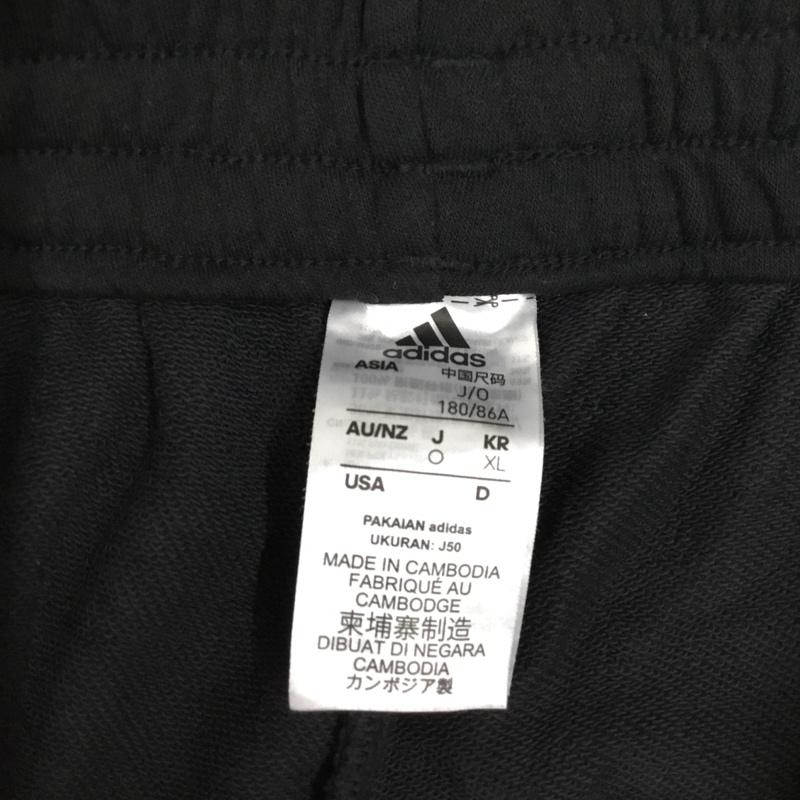 adidas
ASIA 中国尺码
J/O
180/86A
AU/NZ J KR
O XL
USA D
PAKAIAN adidas
UKURAN: J50
MADE IN CAMBODIA
FABRIQUÉ AU
CAMBODGE
柬埔寨制造
DIBUAT DI NEGARA
CAMBODIA
カンボジア製